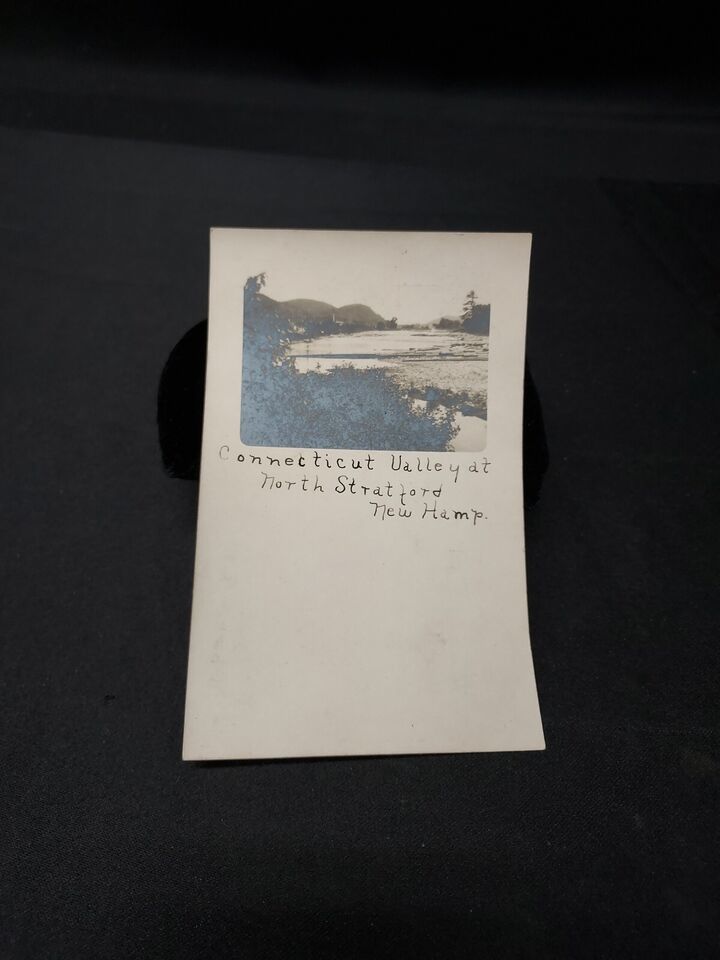 Connecticut Valley at
North Stratford
New Hamp.